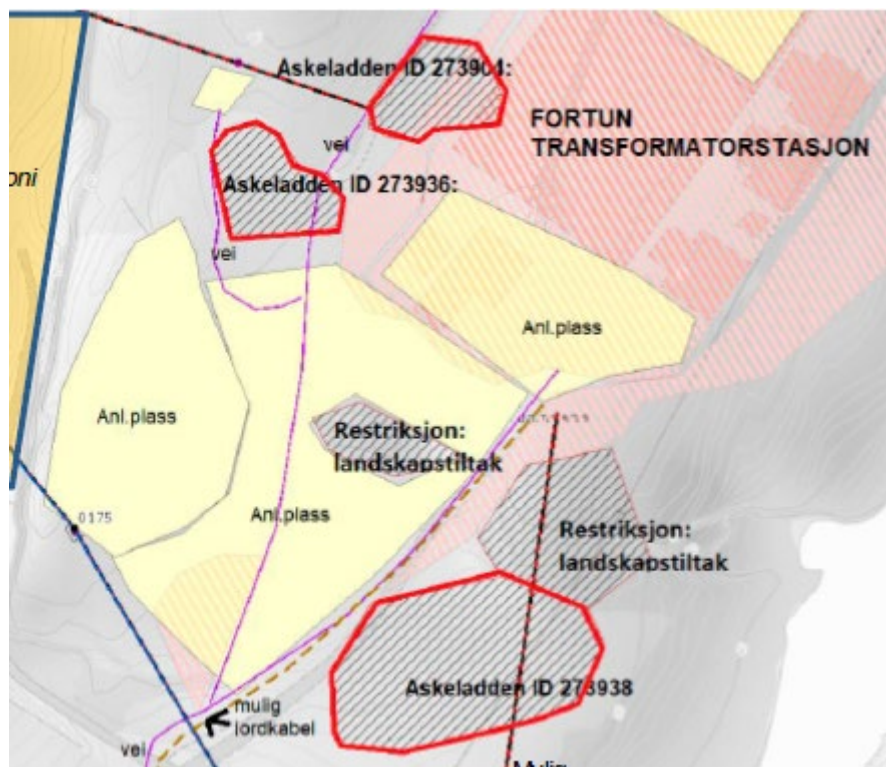 Askeladden ID 273904:
FORTUN
TRANSFORMATORSTASJON
vei
oni
Askeladden ID 273936:
vei
Anl.plass
Anl.plass
Restriksjon:
landskapstiltak
Anl.plass
0175
Restriksjon:
landskapstiltak
Askeladden ID 273938
mulig
jordkabel
vei
Mulig